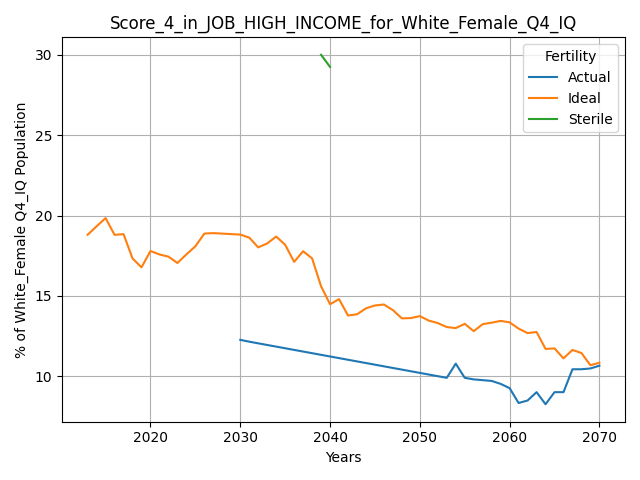 Score_4_in_JOB_HIGH_INCOME_for_White_Female_Q4_IQ
% of White_Female Q4_IQ Population
30
25
20
15
10
Fertility
Actual
Ideal
Sterile
2020
2030
2040
2050
2060
2070
Years